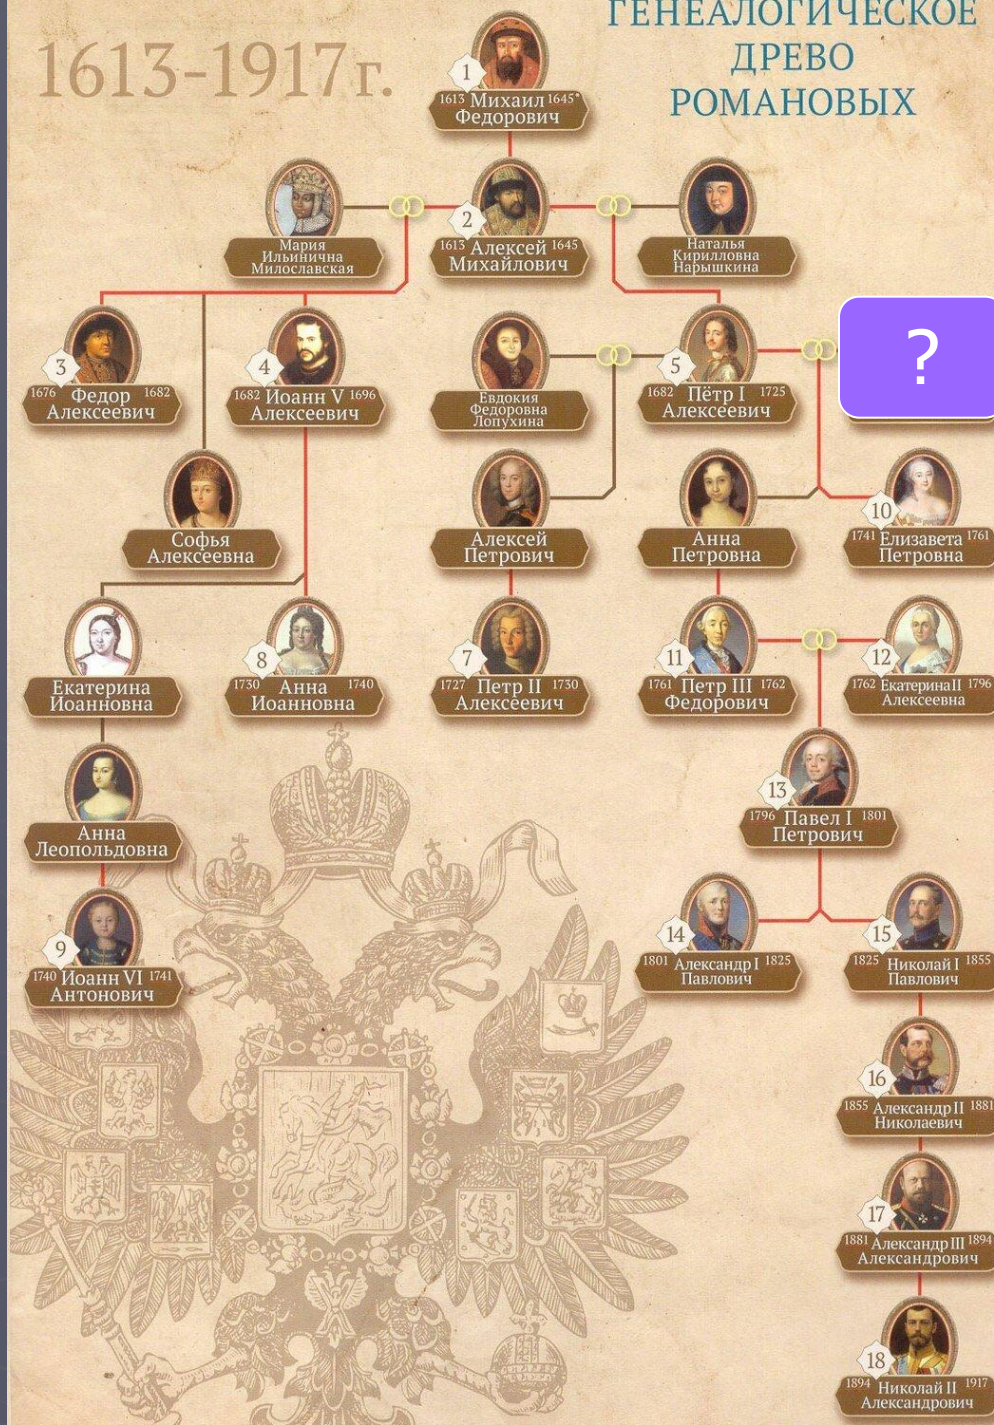 ГЕНЕАЛОГИЧЕСКОЕ
ДРЕВО
РОМАНОВЫХ
1613-1917г.
1
1613 Михаил 1645*
Федорович
2
Мария
Ильинична
Милославская
1613 Алексей 1645
Михайлович
Наталья
Кирилловна
Нарышкина
3
1676 Федор 1682
Алексеевич
4
1682 Иоанн V 1696
Алексеевич
Евдокия
Федоровна
Лопухина
5
1682 Пётр I 1725
Алексеевич
?
Софья
Алексеевна
Алексей
Петрович
Анна
Петровна
10
1741 Елизавета 1761
Петровна
Екатерина
Иоанновна
8
1730 Анна 1740
Иоанновна
7
1727 Петр II 1730
Алексеевич
11
1761 Петр III 1762
Федорович
12
1762 Екатерина II 1796
Алексеевна
Анна
Леопольдовна
13
1796 Павел I 1801
Петрович
9
1740 Иоанн VI 1741
Антонович
14
1801 Александр I 1825
Павлович
15
1825 Николай I 1855
Павлович
16
1855 Александр II 1881
Николаевич
17
1881 Александр III 1894
Александрович
18
1894 Николай II 1917
Александрович